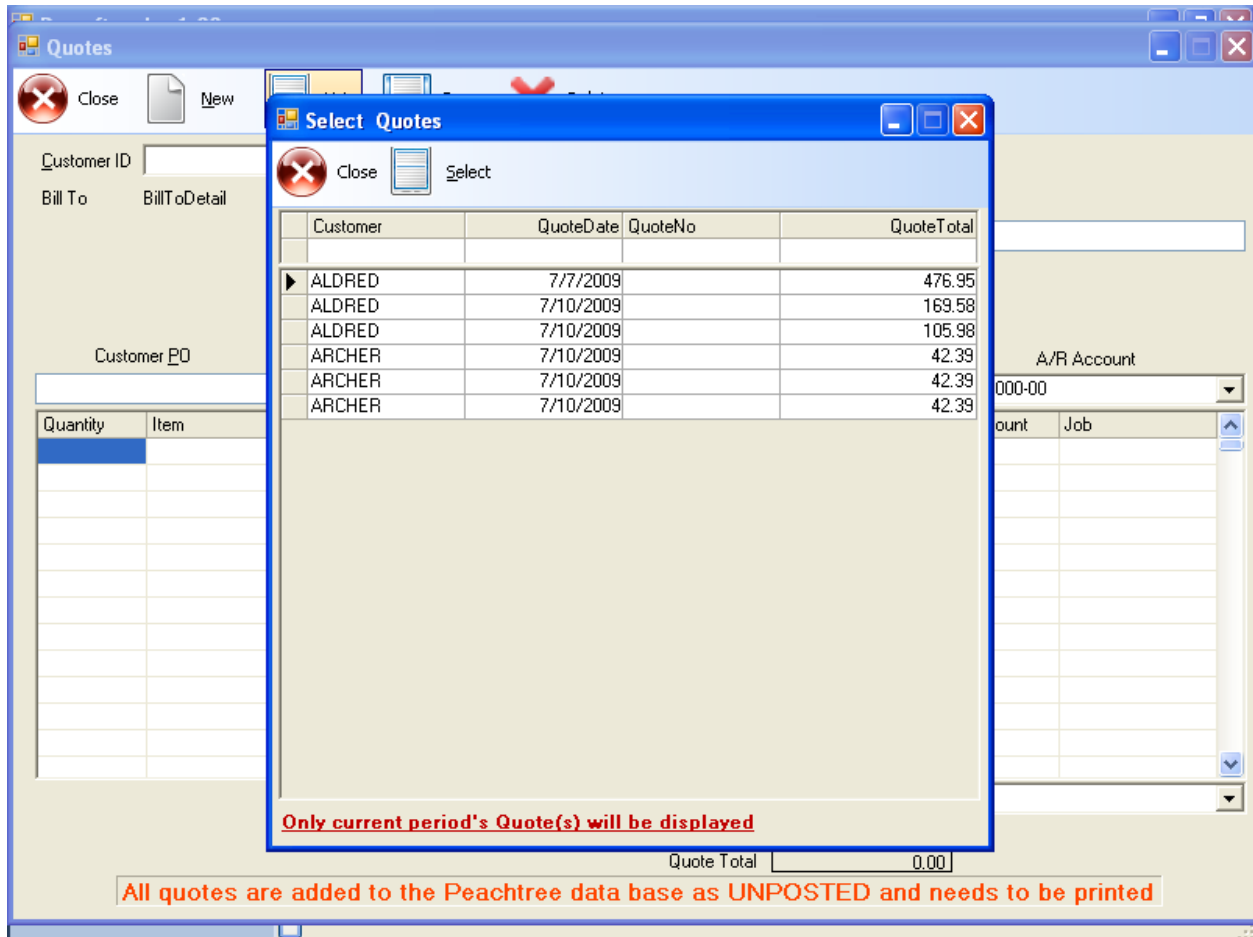 Quotes
Close New
Select Quotes
Close Select
Customer ID
Bill To BillToDetail
Customer QuoteDate QuoteNo QuoteTotal
ALDRED 7/7/2009 476.95
ALDRED 7/10/2009 169.58
ALDRED 7/10/2009 105.98
ARCHER 7/10/2009 42.39
ARCHER 7/10/2009 42.39
ARCHER 7/10/2009 42.39
Customer PO A/R Account
000-00
Quantity Item ount Job
Only current period's Quote(s) will be displayed
Quote Total 0.00
All quotes are added to the Peachtree data base as UNPOSTED and needs to be printed